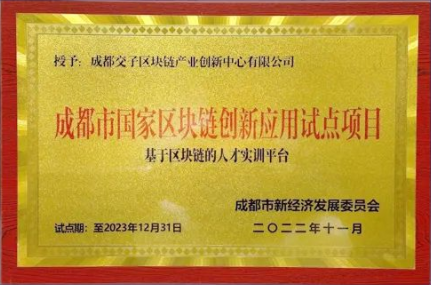 授予：成都交子区块链产业创新中心有限公司
成都市国家区块链创新应用试点项目
基于区块链的人才实训平台
成都市新经济发展委员会
试点期：至2023年12月31日
二〇二二年十一月